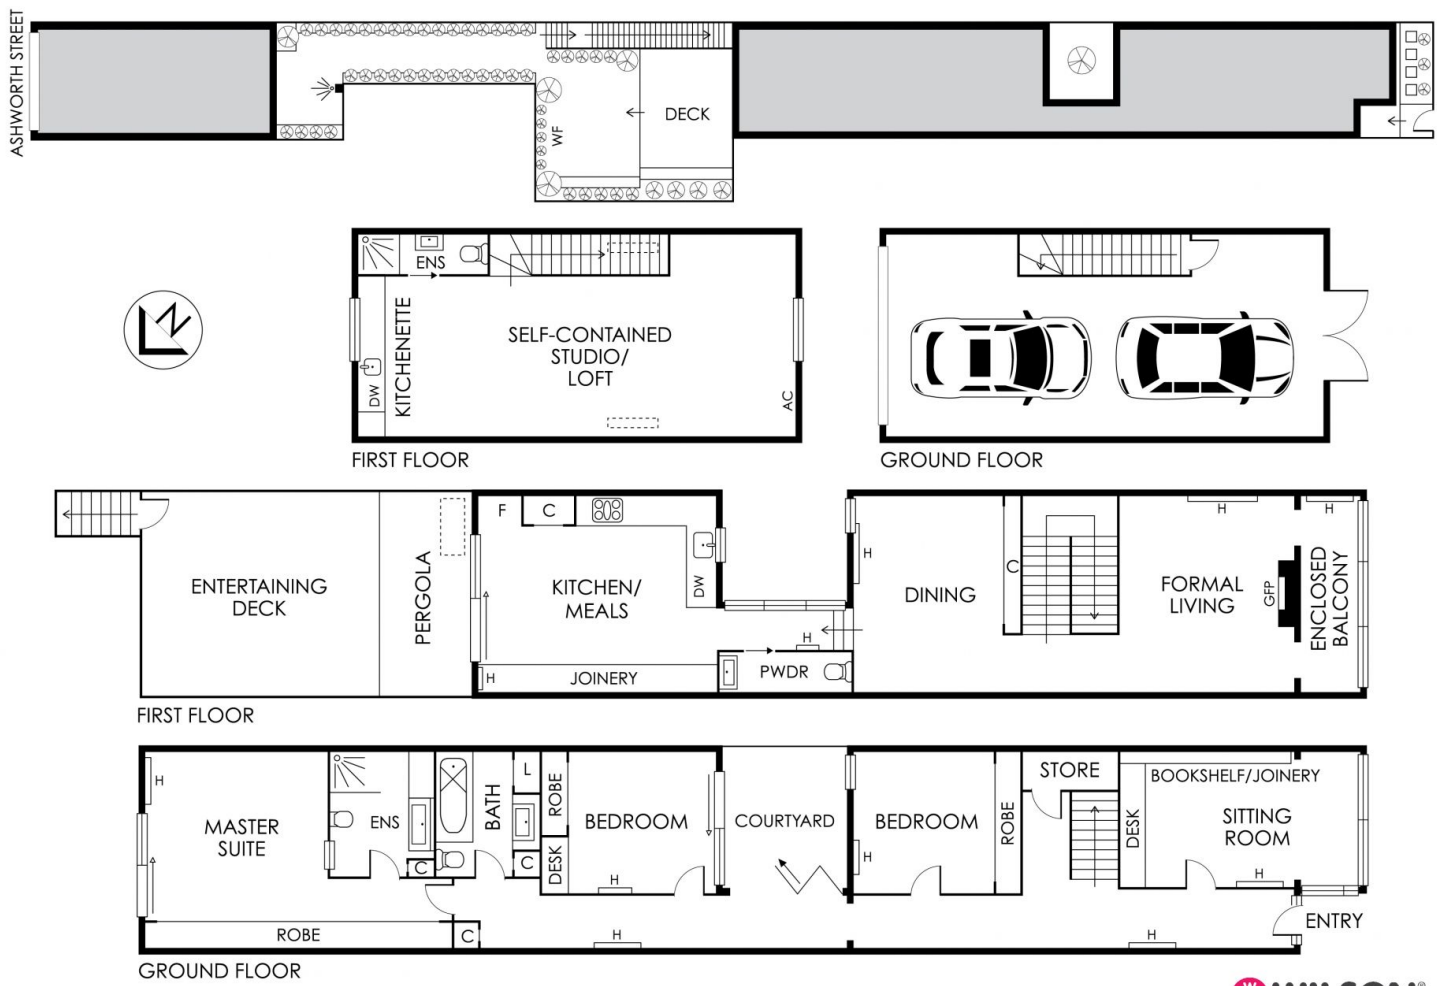 ASHWORTH STREET
WF
DECK
ENS
KITCHENETTE
DW
SELF-CONTAINED
STUDIO/
LOFT
AC
FIRST FLOOR
N
GROUND FLOOR
ENTERTAINING
DECK
PERGOLA
F
C
KITCHEN/
MEALS
DW
H
JOINERY
H
PWDR
H
DINING
C
FORMAL
LIVING
H
GFP
H
ENCLOSED
BALCONY
FIRST FLOOR
H
MASTER
SUITE
ENS
C
ROBE
C
BATH
L
C
ROBE
DESK
BEDROOM
H
H
COURTYARD
BEDROOM
H
ROBE
STORE
DESK
BOOKSHELF/JOINERY
SITTING
ROOM
H
H
ENTRY
GROUND FLOOR
W
WILSON®